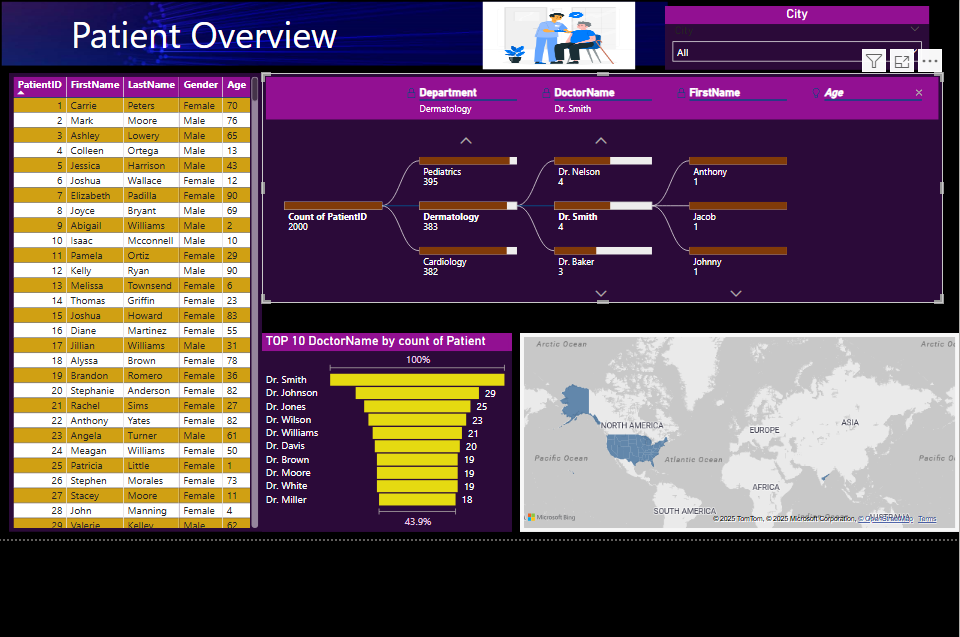 Patient Overview
City
City
All
PatientID FirstName LastName Gender Age
1 Carrie Peters Female 70
2 Mark Moore Male 76
3 Ashley Lowery Male 65
4 Colleen Ortega Male 13
5 Jessica Harrison Male 43
6 Joshua Wallace Female 12
7 Elizabeth Padilla Female 90
8 Joyce Bryant Male 69
9 Abigail Williams Male 2
10 Isaac Mcconnell Male 10
11 Pamela Ortiz Female 29
12 Kelly Ryan Male 90
13 Melissa Townsend Female 6
14 Thomas Griffin Female 23
15 Joshua Howard Female 83
16 Diane Martinez Female 55
17 Jillian Williams Male 31
18 Alyssa Brown Female 78
19 Brandon Romero Female 36
20 Stephanie Anderson Female 82
21 Rachel Sims Female 27
22 Anthony Yates Female 82
23 Angela Turner Male 61
24 Meagan Williams Female 50
25 Patricia Little Female 1
26 Stephen Morales Female 73
27 Stacey Moore Female 11
28 John Manning Female 4
29 Valerie Kelley Male 62
Department DoctorName FirstName Age
Dermatology Dr. Smith
Count of PatientID
2000
Pediatrics
395
Dermatology
383
Cardiology
382
Dr. Nelson
4
Dr. Smith
4
Dr. Baker
3
Anthony
1
Jacob
1
Johnny
1
TOP 10 DoctorName by count of Patient
100%
Dr. Smith
Dr. Johnson 29
Dr. Jones 25
Dr. Wilson 23
Dr. Williams 21
Dr. Davis 20
Dr. Brown 19
Dr. Moore 19
Dr. White 19
Dr. Miller 18
43.9%
Arctic Ocean
Arctic O
NORTH AMERICA
EUROPE
ASIA
Pacific Ocean
Atlantic Ocean
Pacific O
AFRICA
SOUTH AMERICA
Indian Ocean
AUSTRALIA
Microsoft Bing
© 2025 TomTom, © 2025 Microsoft Corporation, © OpenStreetMap Terms